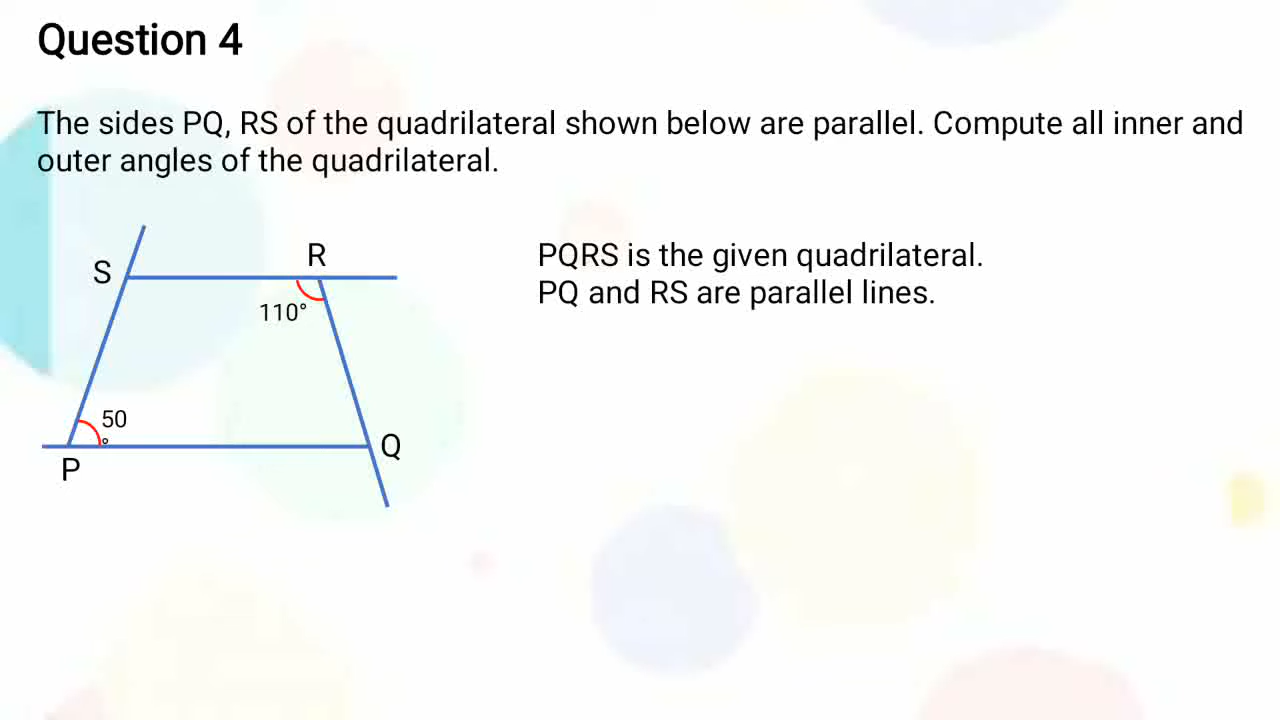 Question 4
The sides PQ, RS of the quadrilateral shown below are parallel. Compute all inner and
outer angles of the quadrilateral.
S
R
110°
50
°
P
Q
PQRS is the given quadrilateral.
PQ and RS are parallel lines.